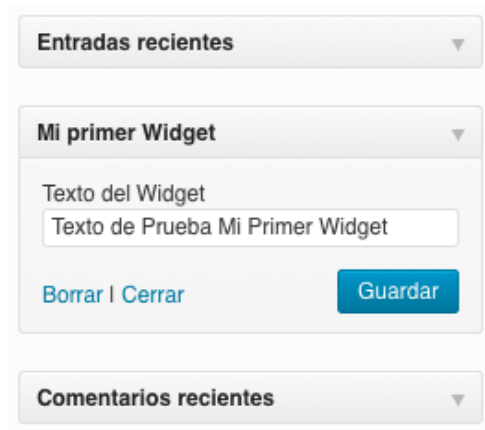 Entradas recientes
Mi primer Widget
Texto del Widget
Texto de Prueba Mi Primer Widget
Borrar | Cerrar Guardar
Comentarios recientes